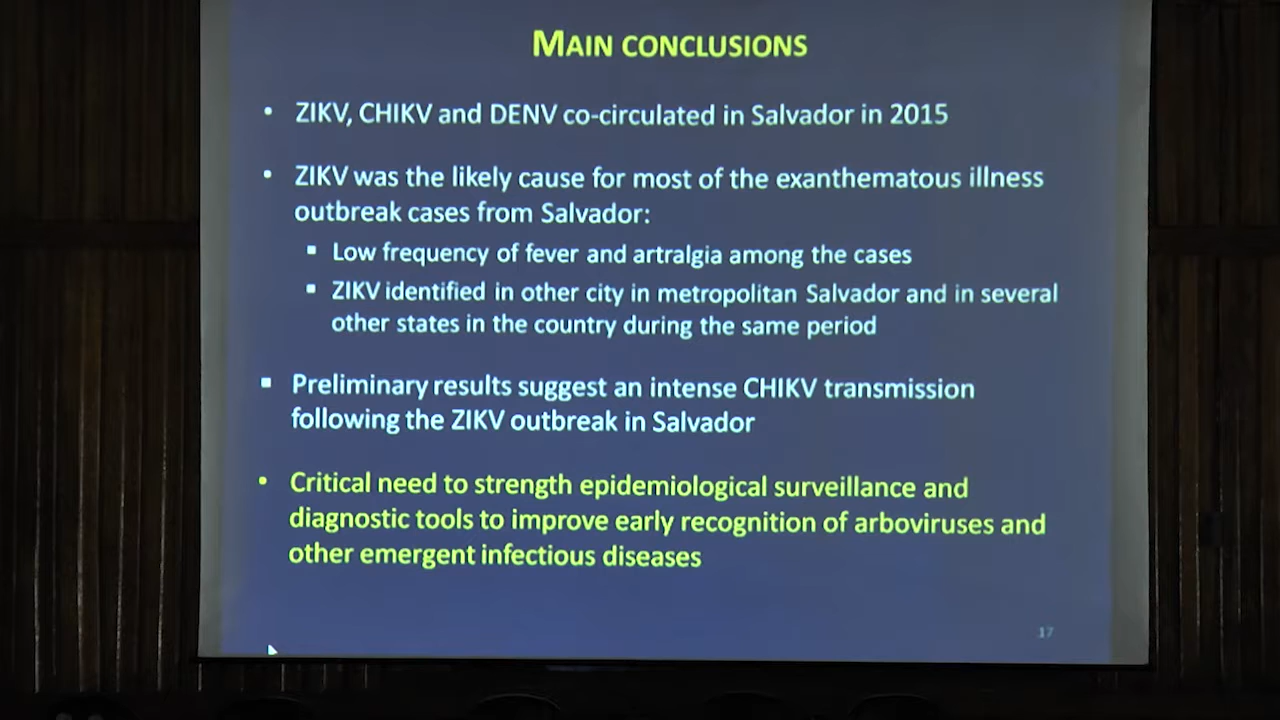 MAIN CONCLUSIONS
• ZIKV, CHIKV and DENV co-circulated in Salvador in 2015
• ZIKV was the likely cause for most of the exanthematous illness
outbreak cases from Salvador:
▪ Low frequency of fever and artralgia among the cases
▪ ZIKV identified in other city in metropolitan Salvador and in several
other states in the country during the same period
▪ Preliminary results suggest an intense CHIKV transmission
following the ZIKV outbreak in Salvador
• Critical need to strength epidemiological surveillance and
diagnostic tools to improve early recognition of arboviruses and
other emergent infectious diseases
17